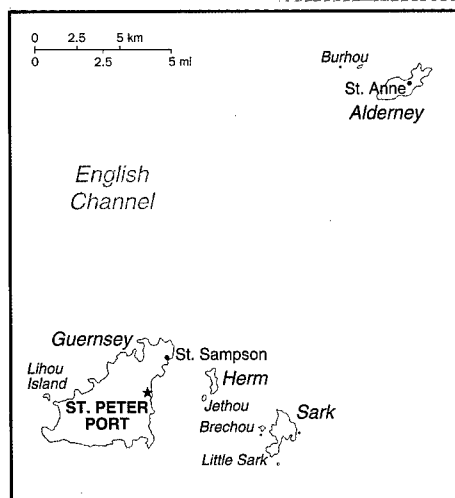 0 2.5 5 km
0 2.5 5 mi
Burhou
St. Anne
Alderney
English
Channel
Guernsey
St. Sampson
Lihou
Island
Herm
ST. PETER
PORT
Jethou
Sark
Brechou
Little Sark